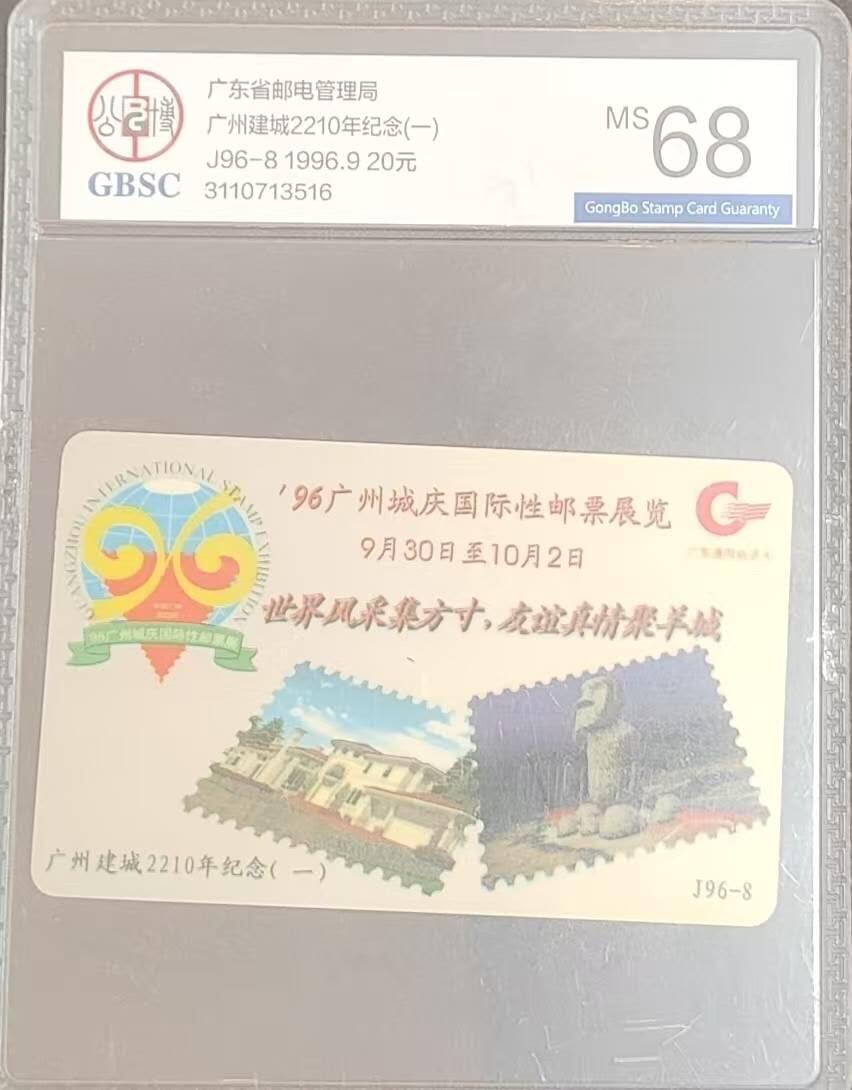 公博
GBSC
广东省邮电管理局
广州建城2210年纪念(一)
J96-8 1996.9 20元
3110713516
MS 68
GongBo Stamp Card Guaranty
GUANGZHOU INTERNATIONAL STAMP EXHIBITION
96
'96广州城庆国际性邮票展
'96广州城庆国际性邮票展览
9月30日至10月2日
世界风采集方寸,友谊真情聚羊城
广州建城2210年纪念(一)
J96-8